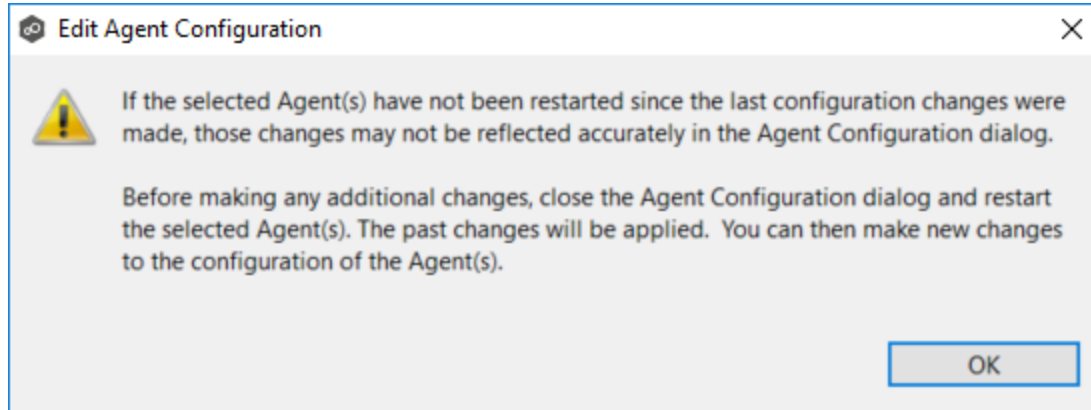 Edit Agent Configuration
If the selected Agent(s) have not been restarted since the last configuration changes were
made, those changes may not be reflected accurately in the Agent Configuration dialog.
Before making any additional changes, close the Agent Configuration dialog and restart
the selected Agent(s). The past changes will be applied.  You can then make new changes
to the configuration of the Agent(s).
OK